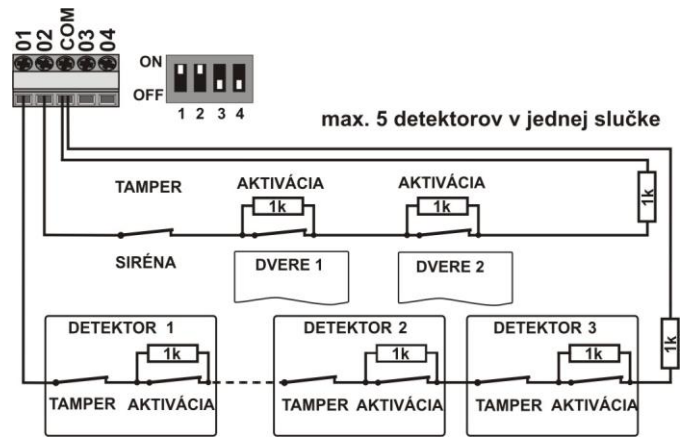 01 02 COM 03 04
ON
OFF
1 2 3 4
max. 5 detektorov v jednej slučke
TAMPER
AKTIVÁCIA
AKTIVÁCIA
1k
1k
1k
SIRÉNA
DVERE 1
DVERE 2
DETEKTOR 1
DETEKTOR 2
DETEKTOR 3
1k
1k
1k
1k
TAMPER AKTIVÁCIA
TAMPER AKTIVÁCIA
TAMPER AKTIVÁCIA